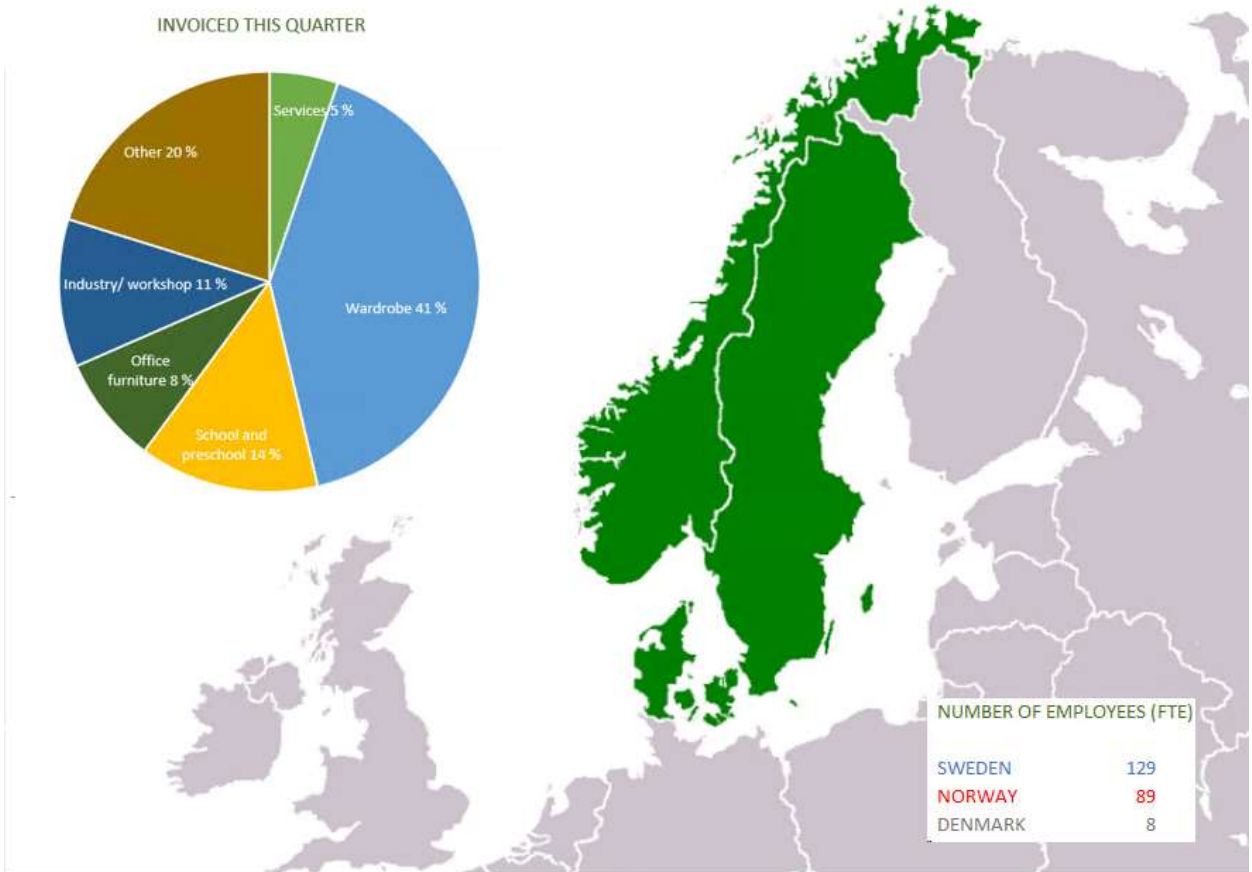 INVOICED THIS QUARTER
Services 5 %
Other 20 %
Industry/ workshop 11 %
Wardrobe 41 %
Office
furniture 8 %
School and
preschool 14 %
NUMBER OF EMPLOYEES (FTE)
SWEDEN 129
NORWAY 89
DENMARK 8